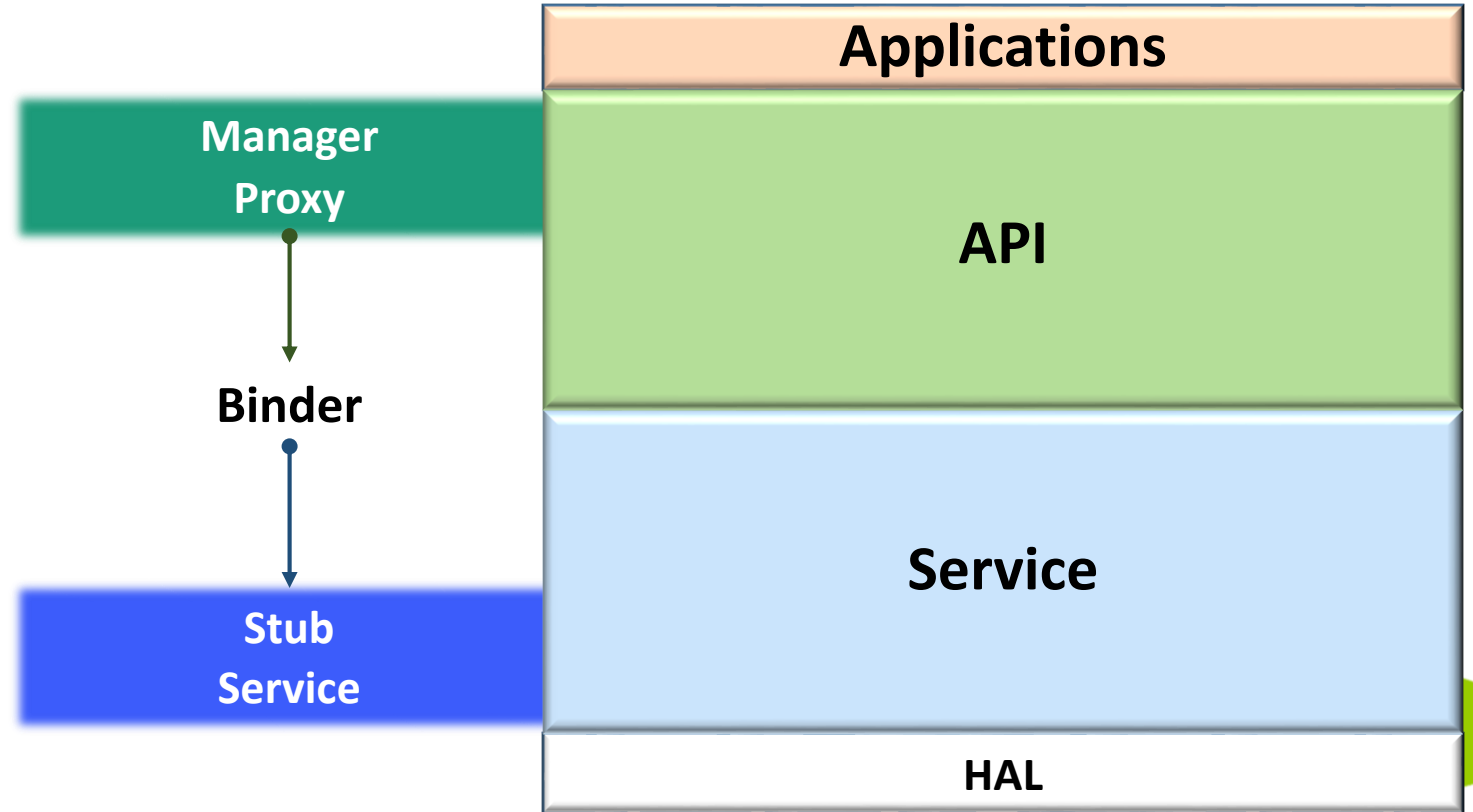 Applications
Manager
Proxy
API
Binder
Service
Stub
Service
HAL